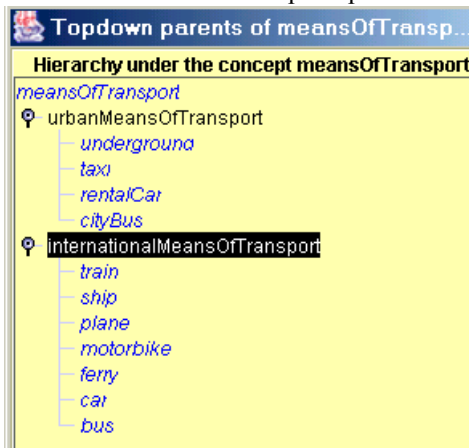 Topdown parents of meansOfTransp...
Hierarchy under the concept meansOfTransport
meansOfTransport
urbanMeansOfTransport
underground
taxi
rentalCar
cityBus
internationalMeansOfTransport
train
ship
plane
motorbike
ferry
car
bus